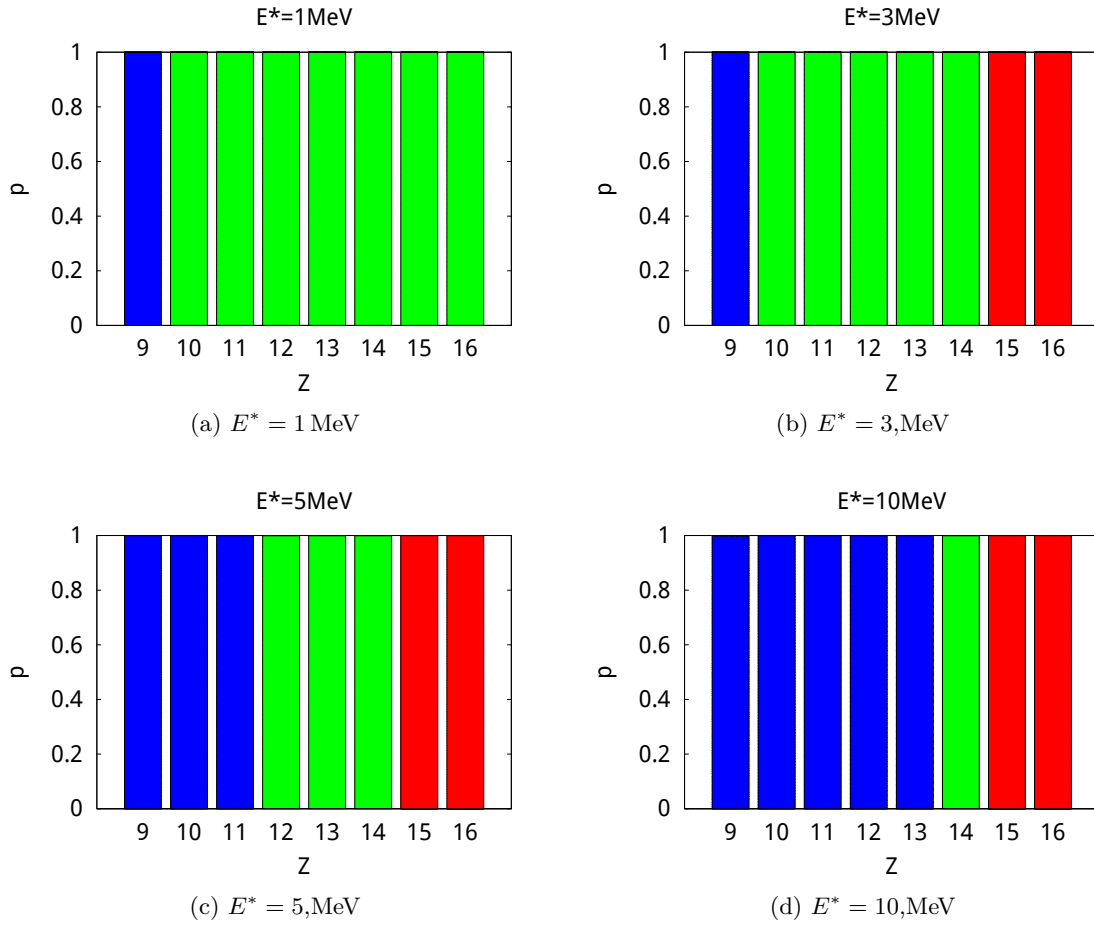 E*=1MeV
1
0.8
0.6
0.4
0.2
0
p
9 10 11 12 13 14 15 16
Z
(a) E* = 1 MeV
E*=3MeV
1
0.8
0.6
0.4
0.2
0
p
9 10 11 12 13 14 15 16
Z
(b) E* = 3,MeV
E*=5MeV
1
0.8
0.6
0.4
0.2
0
p
9 10 11 12 13 14 15 16
Z
(c) E* = 5,MeV
E*=10MeV
1
0.8
0.6
0.4
0.2
0
p
9 10 11 12 13 14 15 16
Z
(d) E* = 10,MeV